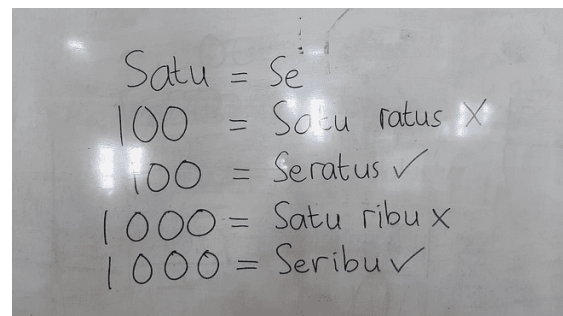 Satu = Se
100 = Satu ratus X
100 = Seratus ✓
1000 = Satu ribu x
1000 = Seribu ✓